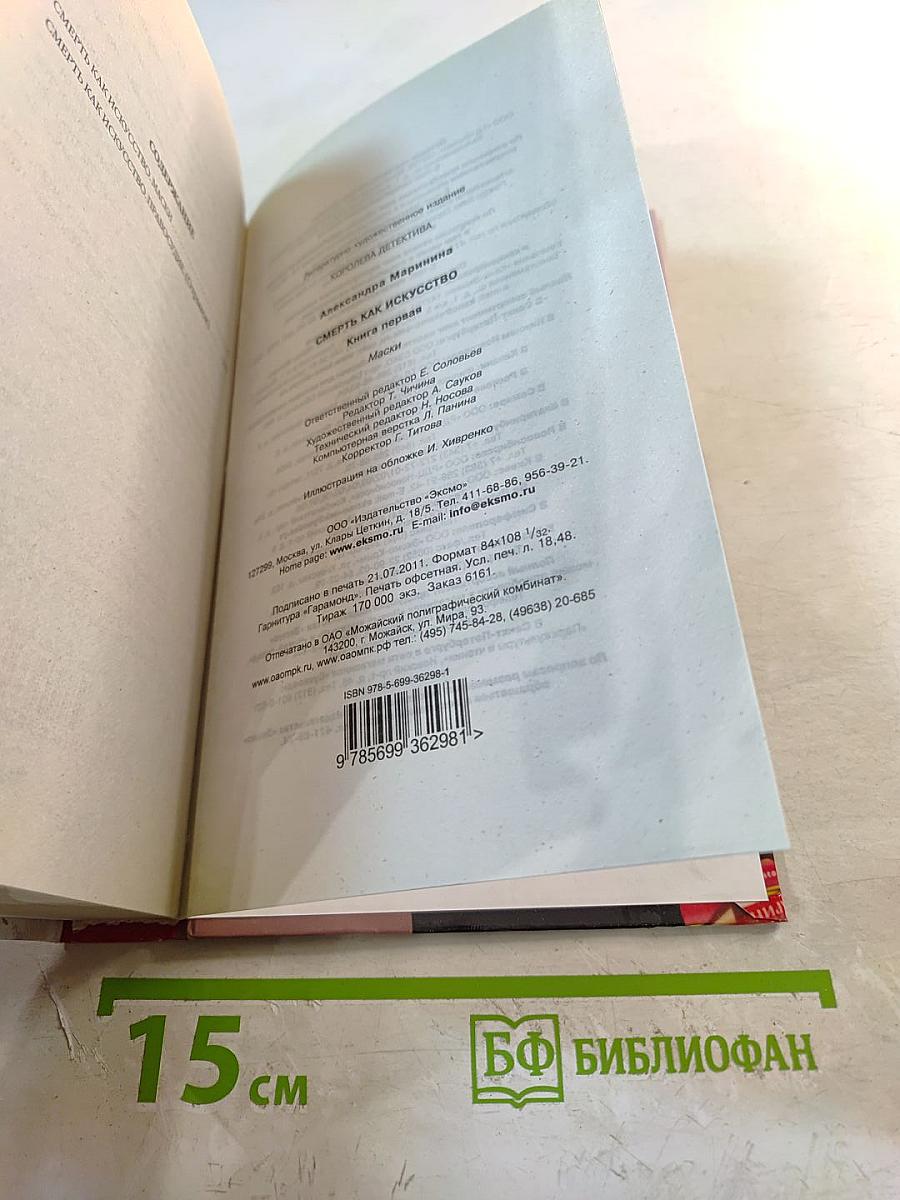 СОДЕРЖАНИЕ
СМЕРТЬ КАК ИСКУССТВО. МАСКИ
СМЕРТЬ КАК ИСКУССТВО. ПРАВОСУДИЕ
Литературно-художественное издание
КОРОЛЕВА ДЕТЕКТИВА
Александра Маринина
СМЕРТЬ КАК ИСКУССТВО
Книга первая
Маски
Ответственный редактор Е. Соловьев
Редактор Т. Чичина
Художественный редактор А. Сауков
Технический редактор Н. Носова
Компьютерная верстка Л. Панина
Корректор Г. Титова
Иллюстрация на обложке И. Хивренко
ООО «Издательство «Эксмо»
127299, Москва, ул. Клары Цеткин, д. 18/5. Тел. 411-68-86, 956-39-21.
Home page: www.eksmo.ru E-mail: info@eksmo.ru
Подписано в печать 21.07.2011. Формат 84x108 1/32.
Гарнитура «Гарамонд». Печать офсетная. Усл. печ. л. 18,48.
Тираж 170 000 экз. Заказ 6161.
Отпечатано в ОАО «Можайский полиграфический комбинат».
143200, г. Можайск, ул. Мира, 93.
www.oaompk.ru, www.оаомпк.рф тел.: (495) 745-84-28, (49638) 20-685
ISBN 978-5-699-36298-1
9 785699 362981 >
15 см
БФ БИБЛИОФАН